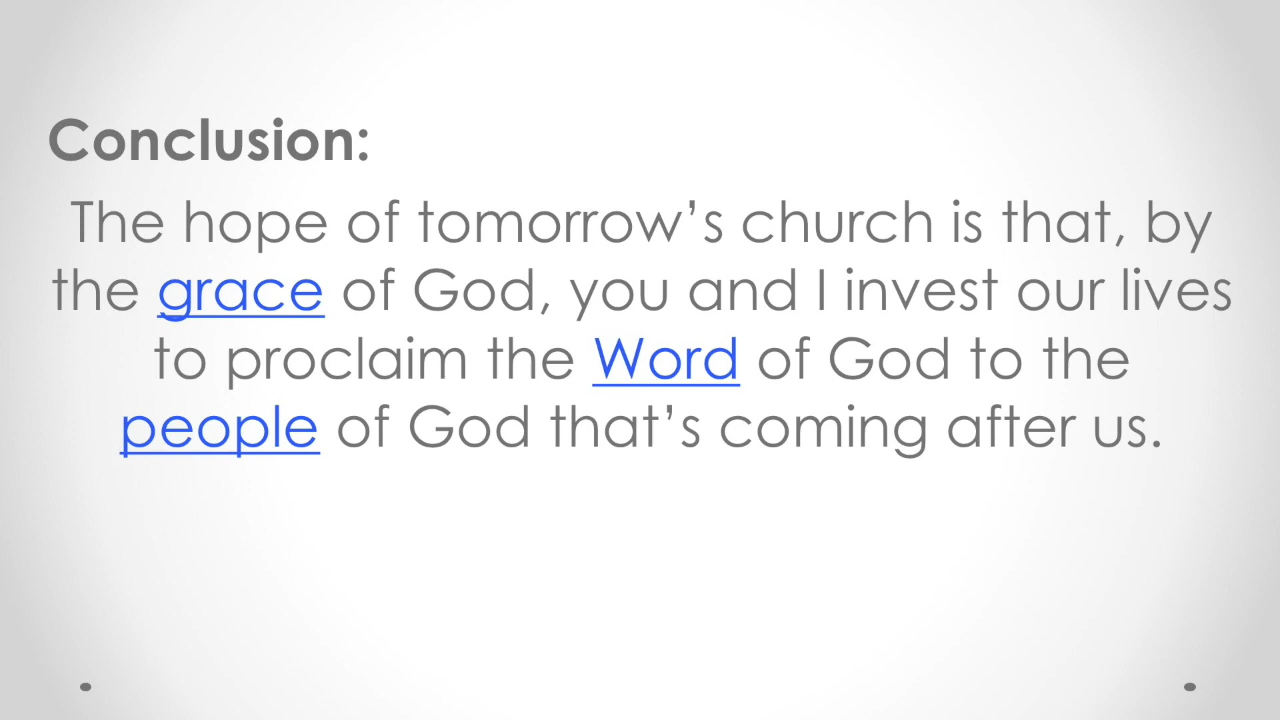 Conclusion:
The hope of tomorrow’s church is that, by
the grace of God, you and I invest our lives
to proclaim the Word of God to the
people of God that’s coming after us.